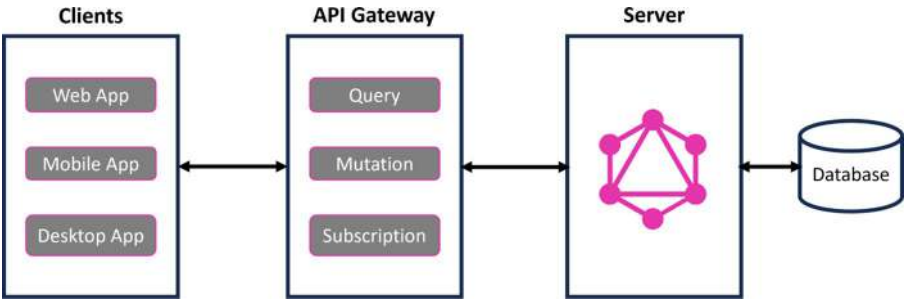 Clients
API Gateway
Server
Web App
Query
Mobile App
Mutation
Database
Desktop App
Subscription